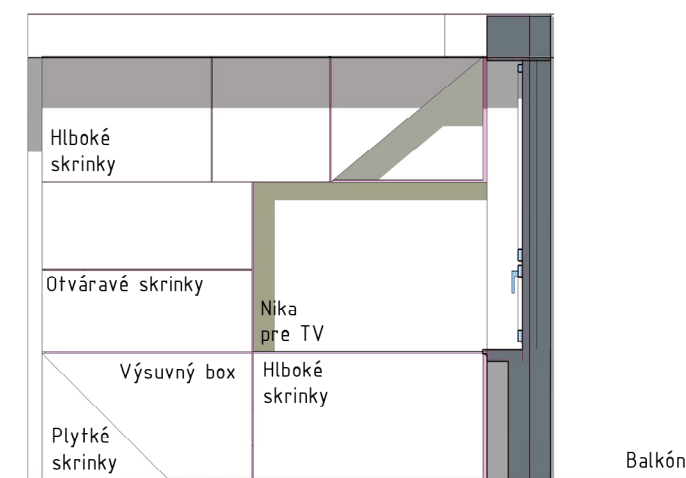 Hlboké
skrinky
Otváravé skrinky
Nika
pre TV
Výsuvný box
Hlboké
skrinky
Plytké
skrinky
Balkón